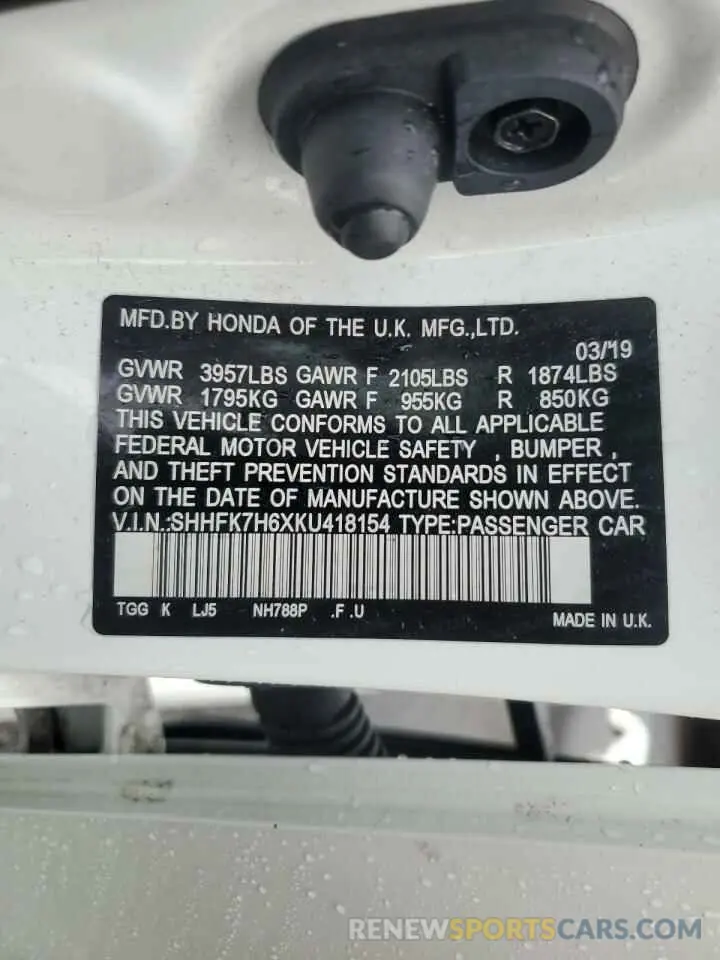 MFD.BY HONDA OF THE U.K. MFG.,LTD.
03/'19
GVWR 3957LBS GAWR F 2105LBS R 1874LBS
GVWR 1795KG GAWR F 955KG R 850KG
THIS VEHICLE CONFORMS TO ALL APPLICABLE
FEDERAL MOTOR VEHICLE SAFETY , BUMPER ,
AND THEFT PREVENTION STANDARDS IN EFFECT
ON THE DATE OF MANUFACTURE SHOWN ABOVE.
V.I.N.:SHHFK7H6XKU418154 TYPE:PASSENGER CAR
TGG K LJ5 NH788P .F .U
MADE IN U.K.
RENEWSPORTSCARS.COM